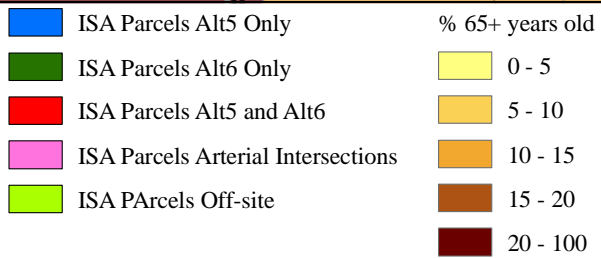 ISA Parcels Alt5 Only
ISA Parcels Alt6 Only
ISA Parcels Alt5 and Alt6
ISA Parcels Arterial Intersections
ISA PArcels Off-site
% 65+ years old
0 - 5
5 - 10
10 - 15
15 - 20
20 - 100